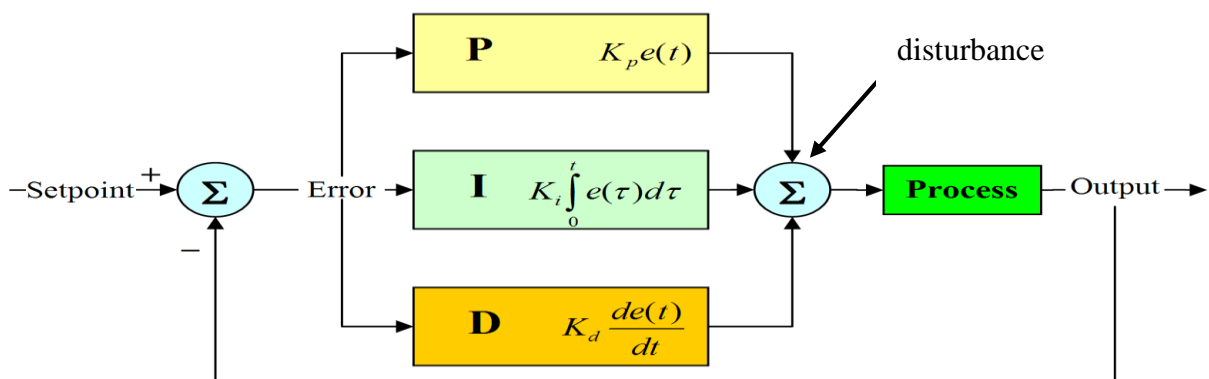 P K_p e(t)
disturbance
–Setpoint + Σ Error I K_i ∫_0^t e(τ)dτ Σ Process Output
–
D K_d de(t)/dt